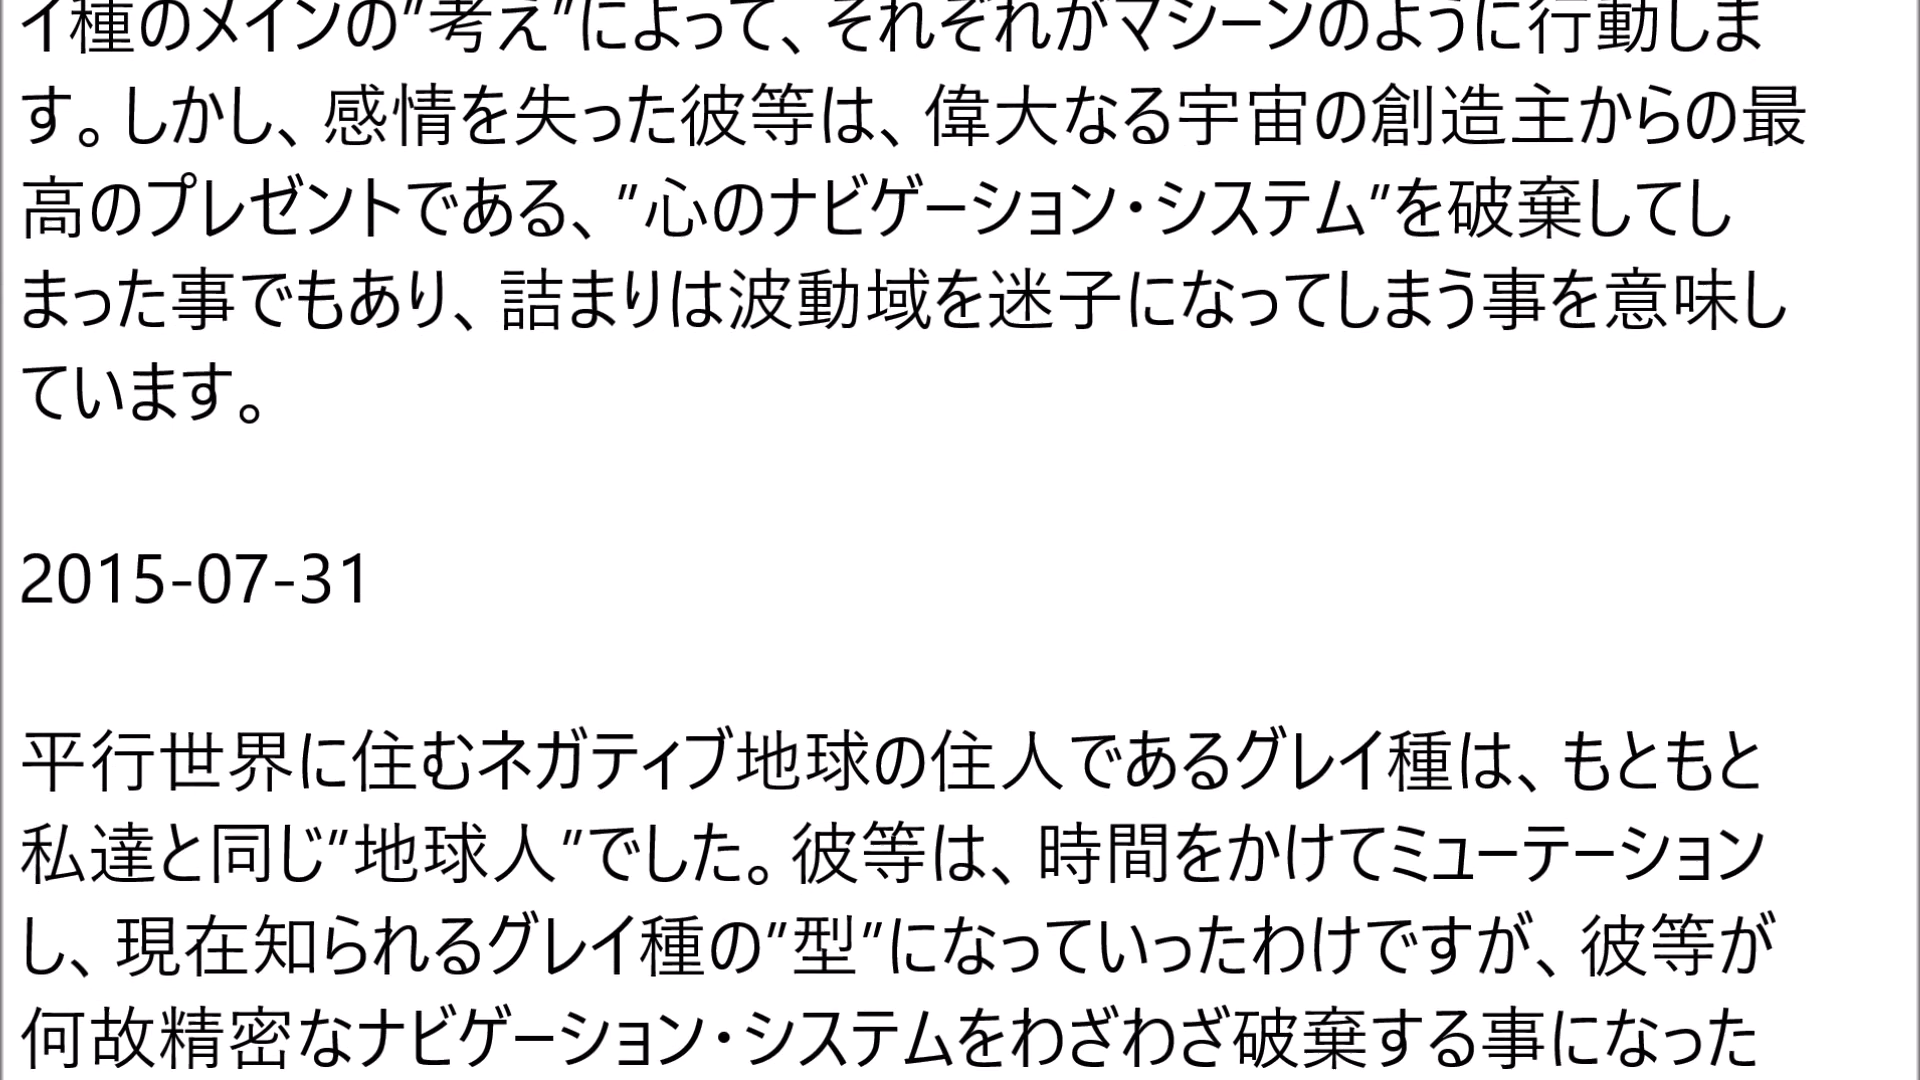 イ種のメインの”考え”によって、それぞれがマシーンのように行動しま
す。しかし、感情を失った彼等は、偉大なる宇宙の創造主からの最
高のプレゼントである、”心のナビゲーション・システム”を破棄してし
まった事でもあり、詰まりは波動域を迷子になってしまう事を意味し
ています。
2015-07-31
平行世界に住むネガティブ地球の住人であるグレイ種は、もともと
私達と同じ”地球人”でした。彼等は、時間をかけてミューテーション
し、現在知られるグレイ種の”型”になっていったわけですが、彼等が
何故精密なナビゲーション・システムをわざわざ破棄する事になった